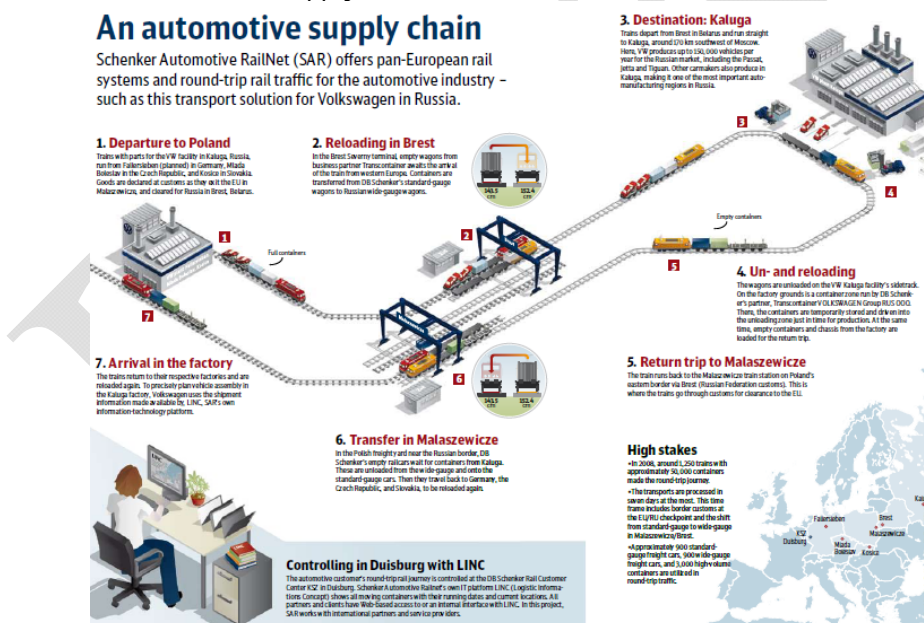 An automotive supply chain
Schenker Automotive RailNet (SAR) offers pan-European rail
systems and round-trip rail traffic for the automotive industry –
such as this transport solution for Volkswagen in Russia.
1. Departure to Poland
Trains with parts for the VW facility in Kaluga, Russia,
run from Fallersleben (planned) in Germany, Mlada
Boleslav in the Czech Republic, and Kosice in Slovakia.
Goods are declared at customs as they exit the EU in
Malaszewicze, and cleared for Russia in Brest, Belarus.
2. Reloading in Brest
In the Brest Severny terminal, empty wagons from
business partner Transcontainer awaits the arrival
of the train from western Europe. Containers are
transferred from DB Schenker's standard-gauge
wagons to Russian wide-gauge wagons.
143.5
152.4
3. Destination: Kaluga
Trains depart from Brest in Belarus and run straight
to Kaluga, around 170 km southwest of Moscow.
Here, VW produces up to 150,000 vehicles per
year for the Russian market, including the Passat,
Jetta and Tiguan. Other carmakers also produce in
Kaluga, making it one of the most important auto-
manufacturing regions in Russia.
3
4
2
1
Full containers
Empty containers
5
7
6
4. Un- and reloading
The wagons are unloaded on the VW Kaluga facility's sidetrack.
On the factory grounds is a container zone run by DB Schenk-
er's partner, Transcontainer VOLKSWAGEN Group RUS OOO.
There, the containers are temporarily stored and driven into
the unloading zone just in time for production. At the same
time, empty containers and chassis from the factory are
loaded for the return trip.
5. Return trip to Malaszewicze
The train runs back to the Malaszewicze train station on Poland's
eastern border via Brest (Russian Federation customs). This is
where the trains go through customs for clearance to the EU.
143.5
152.4
6. Transfer in Malaszewicze
In the Polish freight yard near the Russian border, DB
Schenker's empty railcars wait for containers from Kaluga.
These are unloaded from the wide-gauge and onto the
standard-gauge cars. Then they travel back to Germany, the
Czech Republic, and Slovakia, to be reloaded again.
7. Arrival in the factory
The trains return to their respective factories and are
reloaded again. To precisely plan vehicle assembly in
the Kaluga factory, Volkswagen uses the shipment
information made available by, LINC, SAR's own
information-technology platform.
LINC
Controlling in Duisburg with LINC
The automotive customer's round-trip rail journey is controlled at the DB Schenker Rail Customer
Center KSZ in Duisburg. Schenker Automotive Railnet's own IT platform LINC (Logistic Informa-
tions Concept) shows all moving containers with their running dates and current locations. All
partners and clients have Web-based access to or an internal interface with LINC. In this project,
SAR works with international partners and service providers.
High stakes
•In 2008, around 1,250 trains with
approximately 50,000 containers
made the round-trip journey.
•The transports are processed in
seven days at the most. This time
frame includes border customs at
the EU/RU checkpoint and the shift
from standard-gauge to wide-gauge
in Malaszewicze/Brest.
•Approximately 900 standard-
gauge freight cars, 900 wide-gauge
freight cars, and 3,000 high-volume
containers are utilized in
round-trip traffic.
KSZ
Duisburg
Fallersleben
Mlada
Boleslav
Kosice
Brest
Malaszewicze